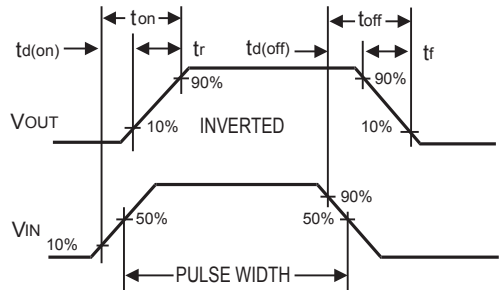 ton
toff
td(on)
tr
td(off)
tf
90%
90%
VOUT
10%
INVERTED
10%
90%
50%
50%
VIN
10%
PULSE WIDTH